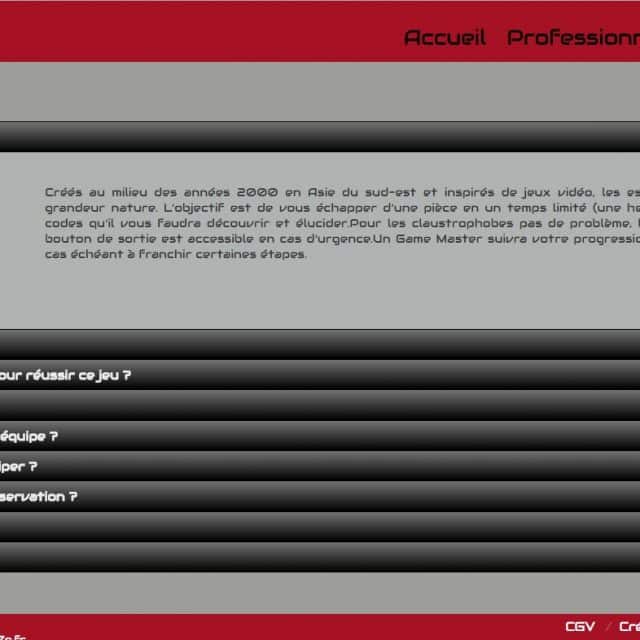 Accueil Professionn
Créés au milieu des années 2000 en Asie du sud-est et inspirés de jeux vidéo, les es
grandeur nature. L'objectif est de vous échapper d'une pièce en un temps limité (une he
codes qu'il vous faudra découvrir et élucider.Pour les claustrophobes pas de problème,
bouton de sortie est accessible en cas d'urgence.Un Game Master suivra votre progressio
cas échéant à franchir certaines étapes.
our réussir ce jeu ?
équipe ?
iper ?
servation ?
CGV / Cré